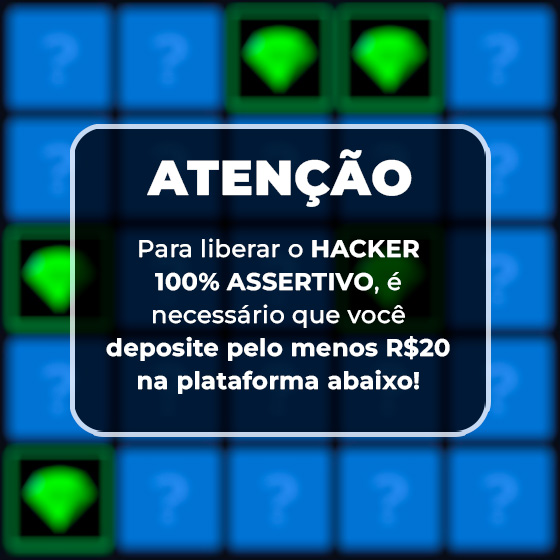 ? ? ?
?
ATENÇÃO
Para liberar o HACKER
100% ASSERTIVO, é
necessário que você
deposite pelo menos R$20
na plataforma abaixo!
?
? ? ? ?